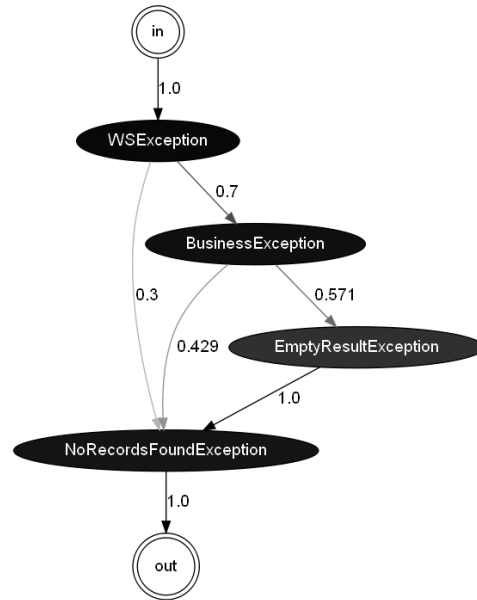 in
1.0
WSException
0.7
BusinessException
0.3
0.571
0.429
EmptyResultException
1.0
NoRecordsFoundException
1.0
out